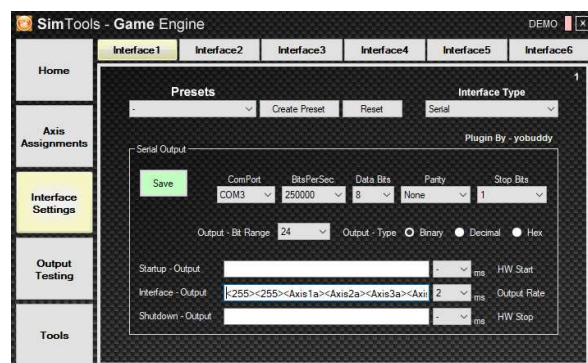 SimTools - Game Engine DEMO X
Interface1 Interface2 Interface3 Interface4 Interface5 Interface6
Home
Axis Assignments
Interface Settings
Output Testing
Tools
1
Presets
- Create Preset Reset
Interface Type
Serial
Plugin By - yobuddy
Serial Output
Save
ComPort BitsPerSec Data Bits Parity Stop Bits
COM3 250000 8 None 1
Output - Bit Range 24 Output - Type Binary Decimal Hex
Startup - Output - ms HW Start
Interface - Output <255><255><Axis1a><Axis2a><Axis3a><Axi 2 ms Output Rate
Shutdown - Output - ms HW Stop